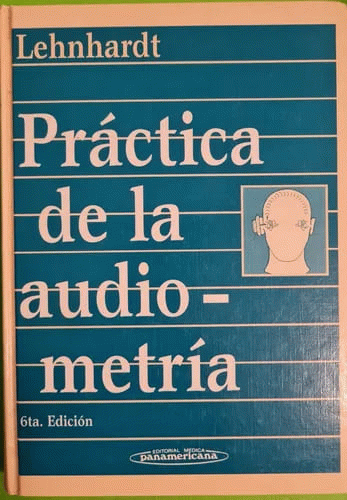 Lehnhardt
Práctica
de la
audio-
metría
6ta. Edición
EDITORIAL MEDICA
panamericana